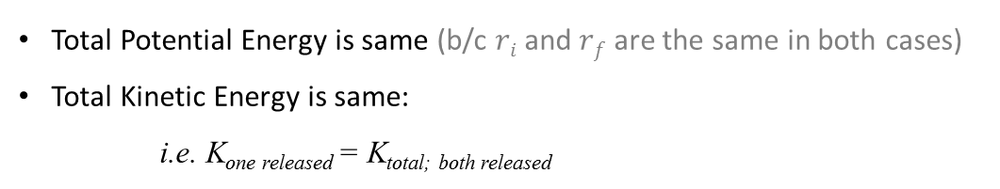 • Total Potential Energy is same (b/c r_i and r_f are the same in both cases)
• Total Kinetic Energy is same:
i.e. K_one released = K_total; both released